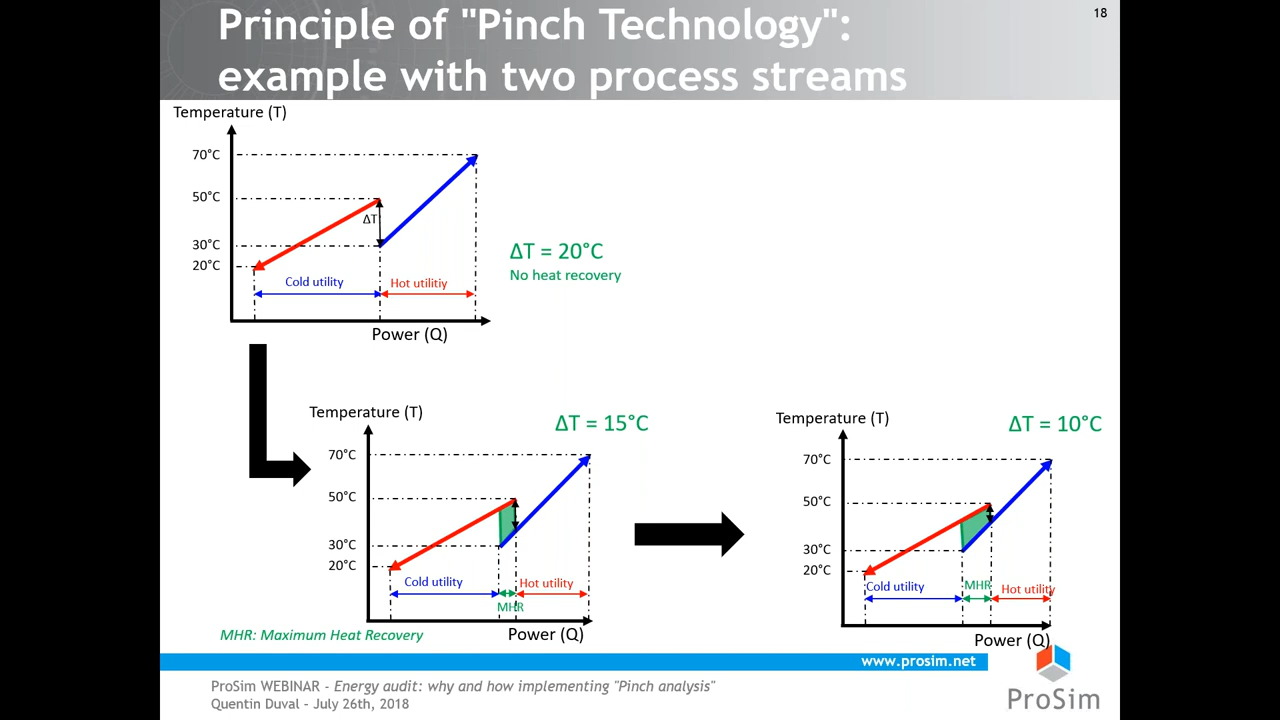 Principle of "Pinch Technology":
example with two process streams
18
Temperature (T)
70°C
50°C
30°C
20°C
ΔT
Cold utility
Hot utilitiy
Power (Q)
ΔT = 20°C
No heat recovery
Temperature (T)
ΔT = 15°C
70°C
50°C
30°C
20°C
Cold utility
Hot utility
MHR
Power (Q)
MHR: Maximum Heat Recovery
Temperature (T)
ΔT = 10°C
70°C
50°C
30°C
20°C
Cold utility
MHR
Hot utility
Power (Q)
www.prosim.net
ProSim WEBINAR - Energy audit: why and how implementing "Pinch analysis"
Quentin Duval - July 26th, 2018
ProSim